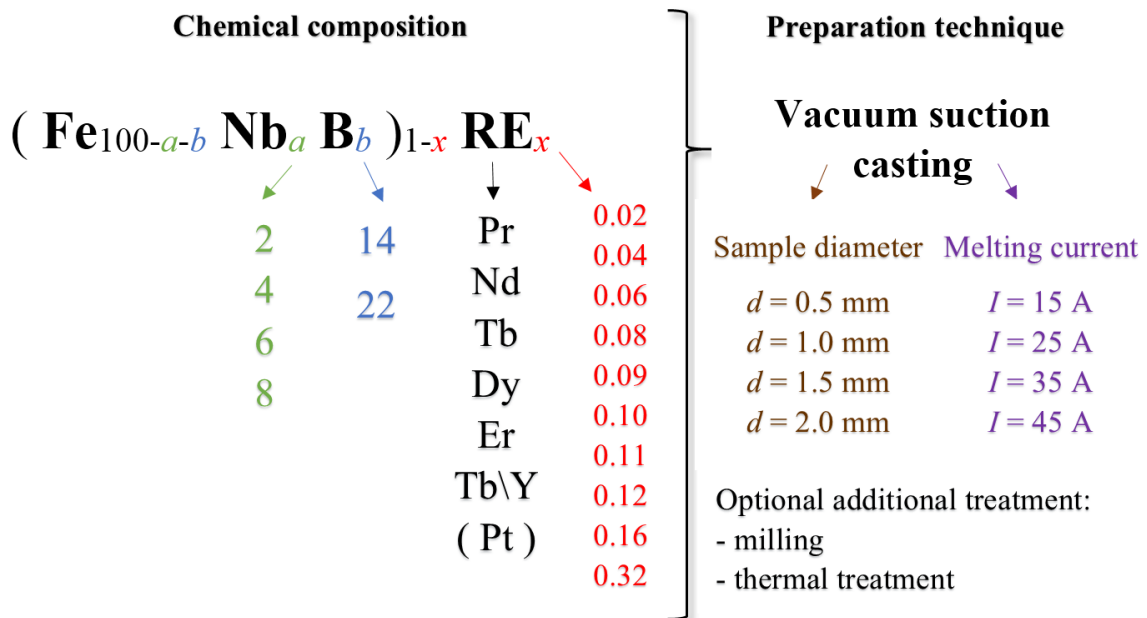 Chemical composition
( Fe100-a-b Nba Bb )1-x REx
2
4
6
8
14
22
Pr
Nd
Tb
Dy
Er
Tb\Y
( Pt )
0.02
0.04
0.06
0.08
0.09
0.10
0.11
0.12
0.16
0.32
Preparation technique
Vacuum suction
casting
Sample diameter
d = 0.5 mm
d = 1.0 mm
d = 1.5 mm
d = 2.0 mm
Melting current
I = 15 A
I = 25 A
I = 35 A
I = 45 A
Optional additional treatment:
- milling
- thermal treatment